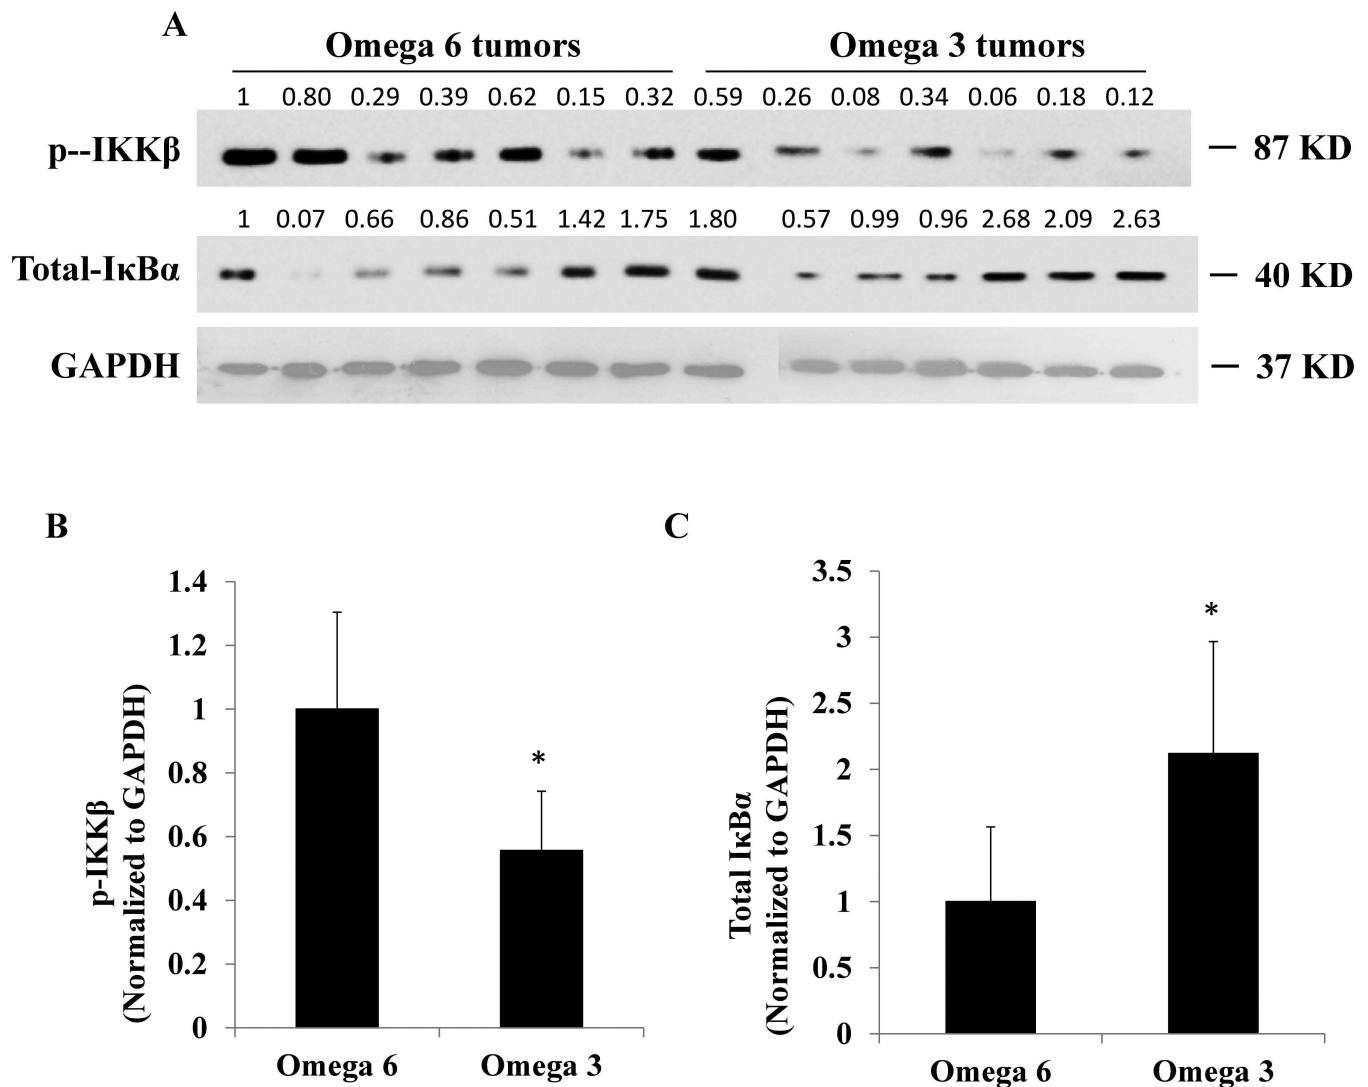 A
Omega 6 tumors
Omega 3 tumors
1 0.80 0.29 0.39 0.62 0.15 0.32 0.59 0.26 0.08 0.34 0.06 0.18 0.12
p--IKKβ
87 KD
1 0.07 0.66 0.86 0.51 1.42 1.75 1.80 0.57 0.99 0.96 2.68 2.09 2.63
Total-IκBα
40 KD
GAPDH
37 KD
B
p-IKKβ
(Normalized to GAPDH)
1.4
1.2
1
0.8
0.6
0.4
0.2
0
*
Omega 6
Omega 3
C
Total IκBα
(Normalized to GAPDH)
3.5
3
2.5
2
1.5
1
0.5
0
*
Omega 6
Omega 3